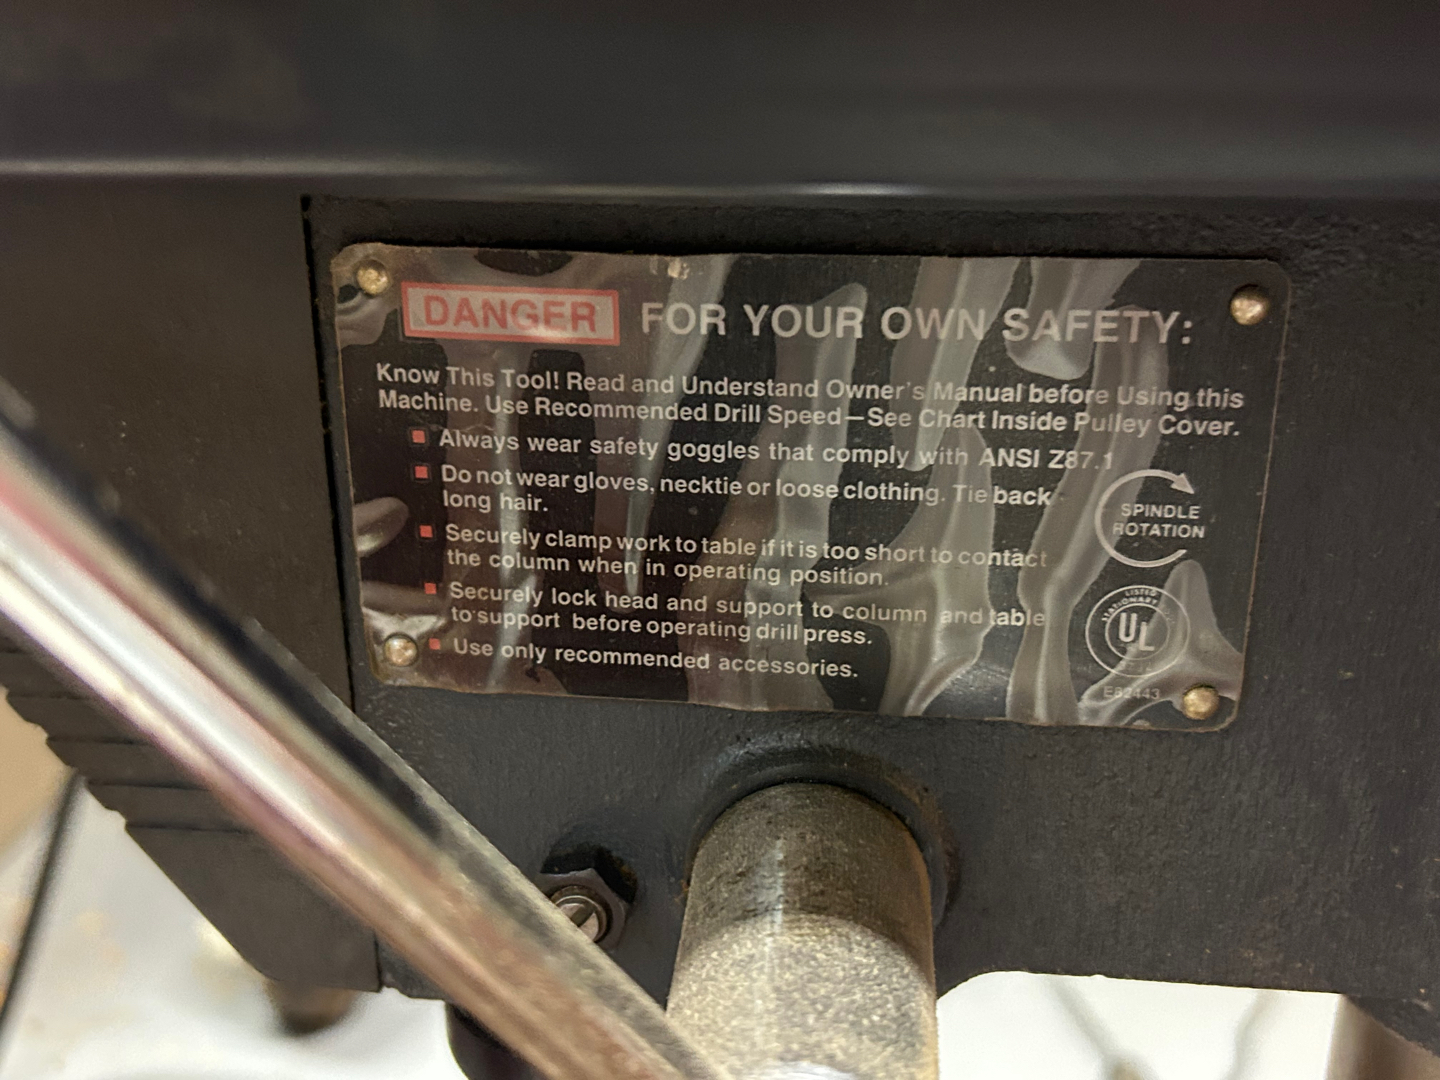 DANGER FOR YOUR OWN SAFETY:
Know This Tool! Read and Understand Owner's Manual before Using this
Machine. Use Recommended Drill Speed—See Chart Inside Pulley Cover.
Always wear safety goggles that comply with ANSI Z87.1
Do not wear gloves, necktie or loose clothing. Tie back
long hair.
SPINDLE
ROTATION
Securely clamp work to table if it is too short to contact
the column when in operating position.
Securely lock head and support to column and table
to support before operating drill press.
Use only recommended accessories.
LISTED
STATIONARY
UL
E62443